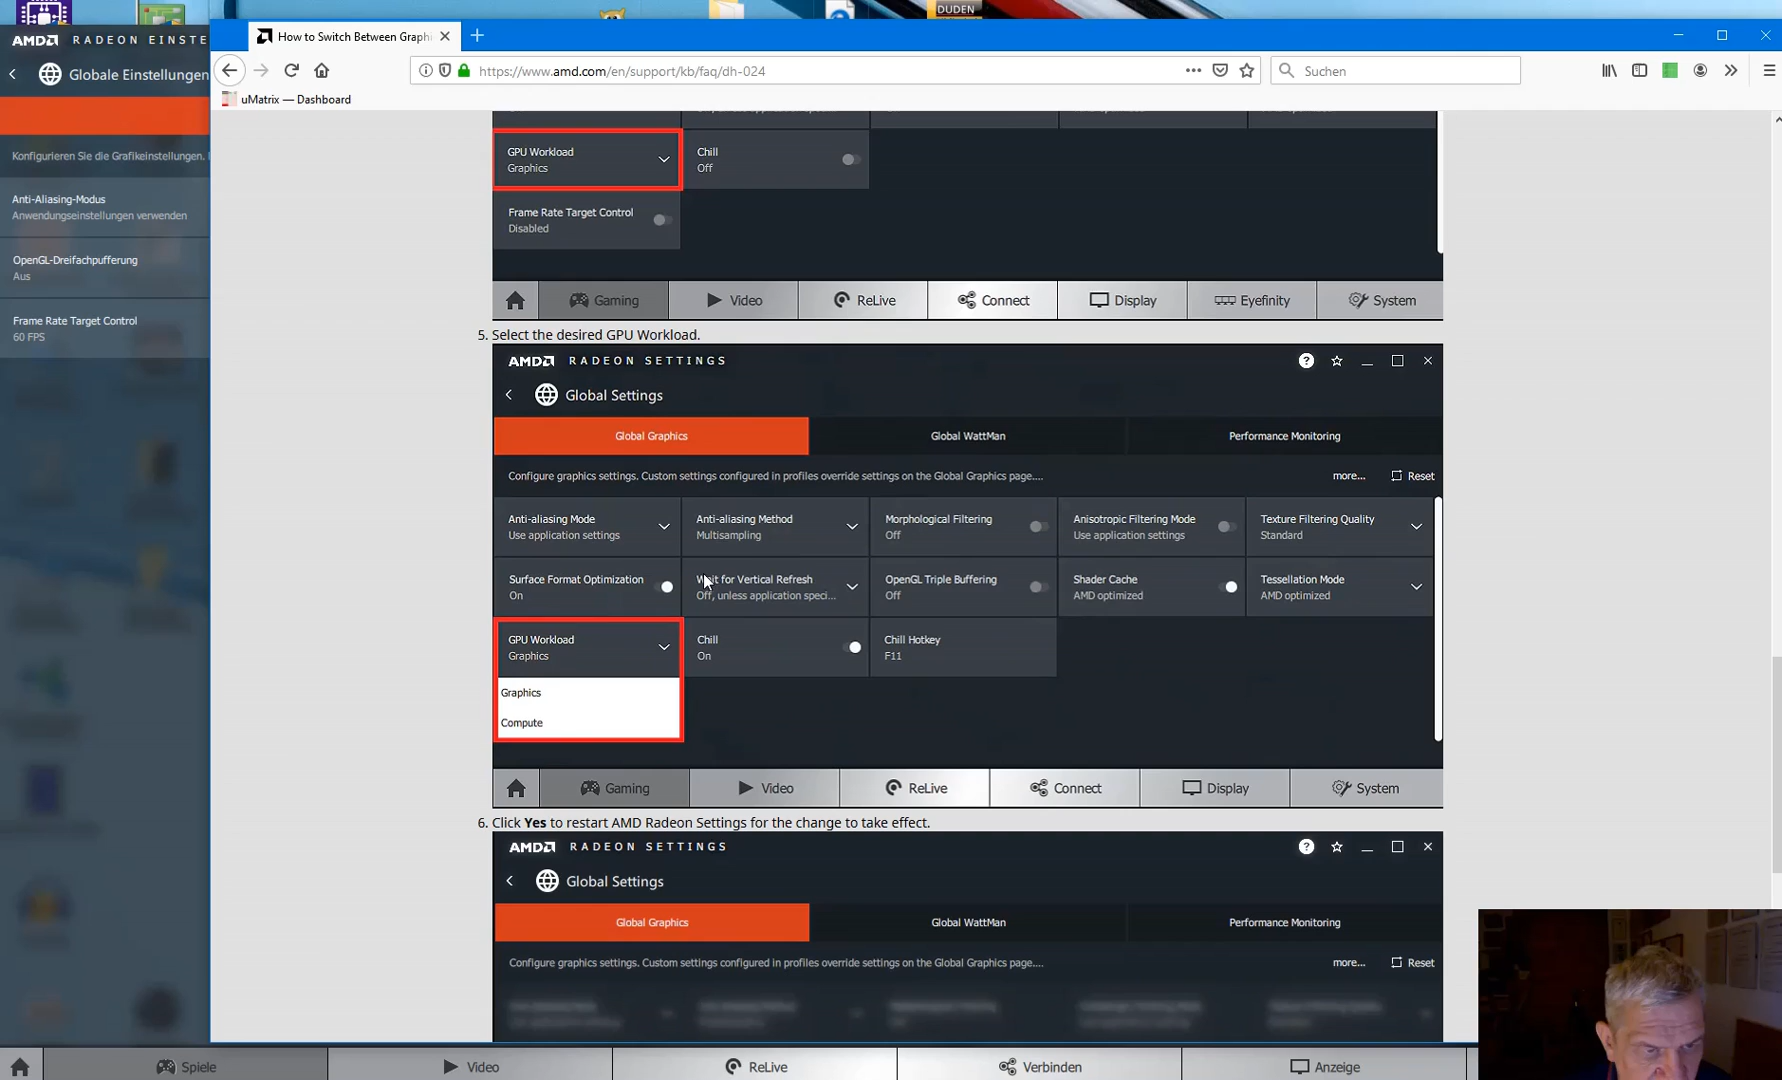 DUDEN
AMD RADEON EINSTE
Globale Einstellungen
Konfigurieren Sie die Grafikeinstellungen.
Anti-Aliasing-Modus
Anwendungseinstellungen verwenden
OpenGL-Dreifachpufferung
Aus
Frame Rate Target Control
60 FPS
How to Switch Between Graphi
https://www.amd.com/en/support/kb/faq/dh-024
Suchen
uMatrix — Dashboard
GPU Workload
Graphics
Chill
Off
Frame Rate Target Control
Disabled
Gaming Video ReLive Connect Display Eyefinity System
5. Select the desired GPU Workload.
AMD RADEON SETTINGS
Global Settings
Global Graphics Global WattMan Performance Monitoring
Configure graphics settings. Custom settings configured in profiles override settings on the Global Graphics page.... more... Reset
Anti-aliasing Mode
Use application settings
Anti-aliasing Method
Multisampling
Morphological Filtering
Off
Anisotropic Filtering Mode
Use application settings
Texture Filtering Quality
Standard
Surface Format Optimization
On
Wait for Vertical Refresh
Off, unless application speci...
OpenGL Triple Buffering
Off
Shader Cache
AMD optimized
Tessellation Mode
AMD optimized
GPU Workload
Graphics
Chill
On
Chill Hotkey
F11
Graphics
Compute
Gaming Video ReLive Connect Display System
6. Click Yes to restart AMD Radeon Settings for the change to take effect.
AMD RADEON SETTINGS
Global Settings
Global Graphics Global WattMan Performance Monitoring
Configure graphics settings. Custom settings configured in profiles override settings on the Global Graphics page.... more... Reset
Spiele Video ReLive Verbinden Anzeige